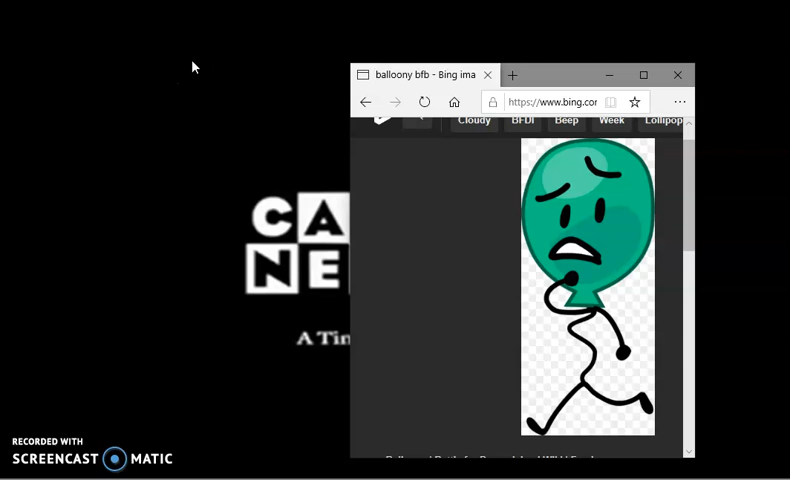 balloony bfb - Bing ima
https://www.bing.cor
Cloudy BFDI Beep Week Lollipop
CA
NE
A Tin
RECORDED WITH
SCREENCAST MATIC